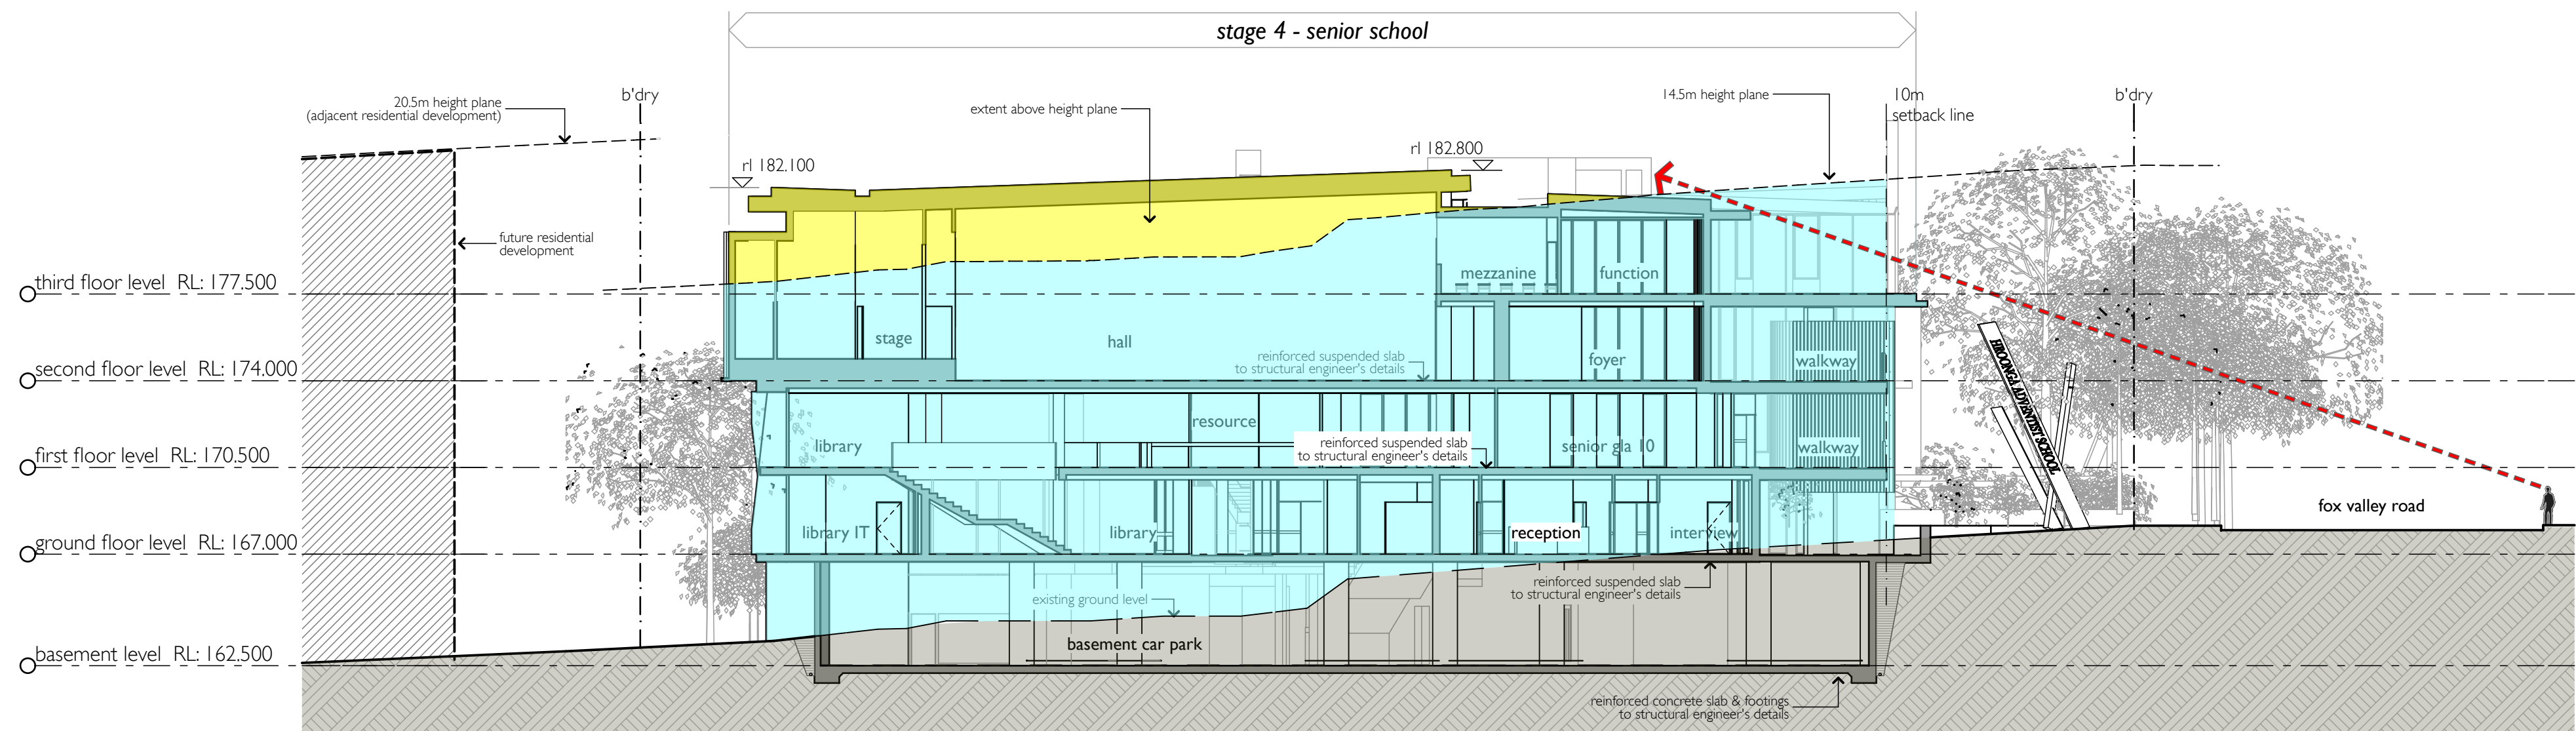 stage 4 - senior school
20.5m height plane
(adjacent residential development)
b'dry
extent above height plane
14.5m height plane
10m
setback line
b'dry
rl 182.100
rl 182.800
future residential
development
third floor level RL: 177.500
mezzanine
function
stage
hall
reinforced suspended slab
to structural engineer's details
foyer
walkway
second floor level RL: 174.000
library
resource
reinforced suspended slab
to structural engineer's details
senior gla 10
walkway
first floor level RL: 170.500
ADVENTIST SCHOOL
fox valley road
library IT
library
reception
interview
ground floor level RL: 167.000
reinforced suspended slab
to structural engineer's details
existing ground level
basement car park
basement level RL: 162.500
reinforced concrete slab & footings
to structural engineer's details